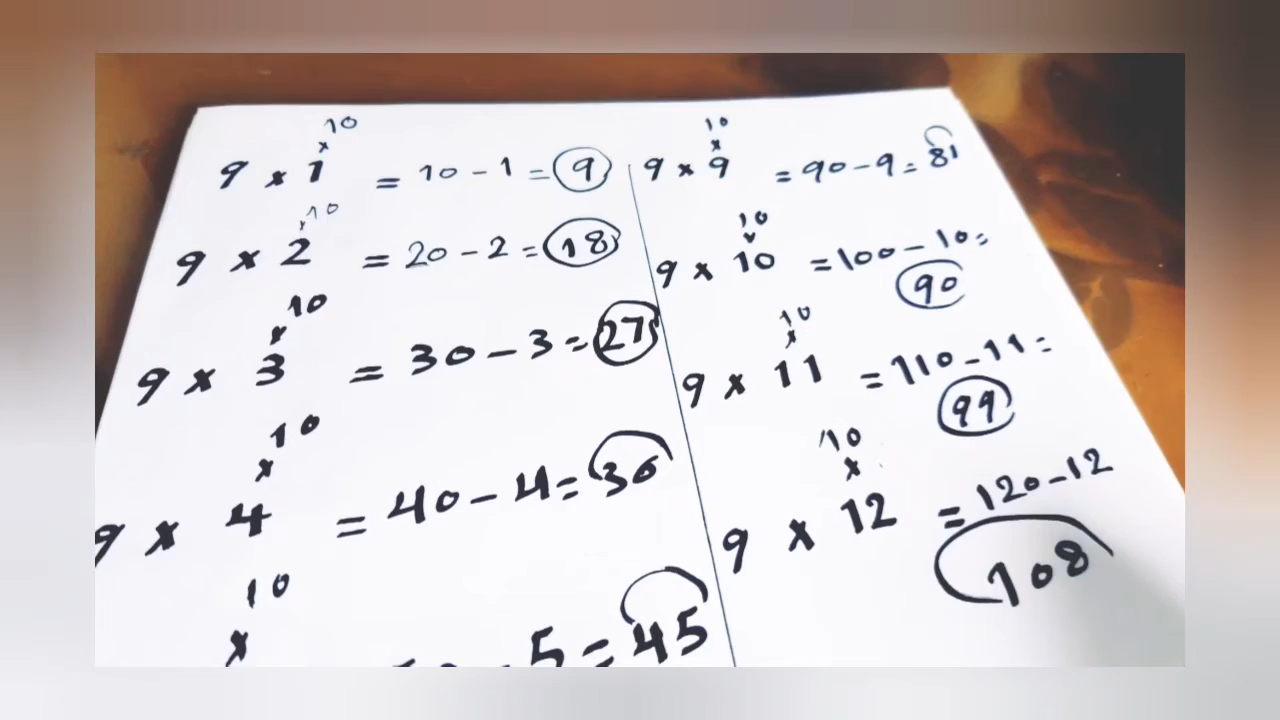 10
×
9 × 1 = 10 - 1 = 9
10
×
9 × 2 = 20 - 2 = 18
10
×
9 × 3 = 30 - 3 = 27
10
×
9 × 4 = 40 - 4 = 36
10
×
- 5 = 45
10
×
9 × 9 = 90 - 9 = 81
10
×
9 × 10 = 100 - 10 =
90
10
×
9 × 11 = 110 - 11 =
99
10
×
9 × 12 = 120 - 12
108